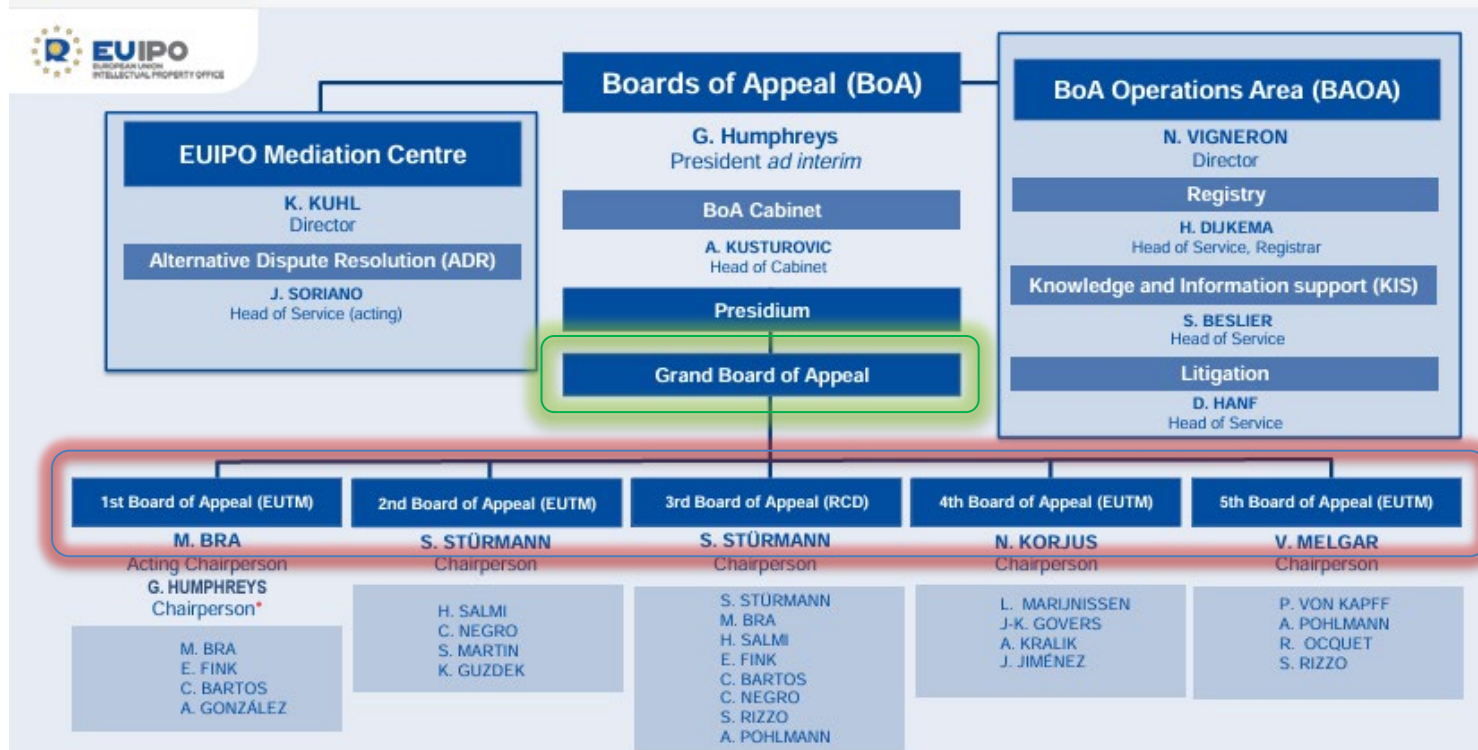 EUIPO
EUROPEAN UNION
INTELLECTUAL PROPERTY OFFICE
Boards of Appeal (BoA)
G. Humphreys
President ad interim
BoA Cabinet
A. KUSTUROVIC
Head of Cabinet
Presidium
Grand Board of Appeal
EUIPO Mediation Centre
K. KUHL
Director
Alternative Dispute Resolution (ADR)
J. SORIANO
Head of Service (acting)
BoA Operations Area (BAOA)
N. VIGNERON
Director
Registry
H. DIJKEMA
Head of Service, Registrar
Knowledge and Information support (KIS)
S. BESLIER
Head of Service
Litigation
D. HANF
Head of Service
1st Board of Appeal (EUTM)
M. BRA
Acting Chairperson
G. HUMPHREYS
Chairperson*
M. BRA
E. FINK
C. BARTOS
A. GONZÁLEZ
2nd Board of Appeal (EUTM)
S. STÜRMANN
Chairperson
H. SALMI
C. NEGRO
S. MARTIN
K. GUZDEK
3rd Board of Appeal (RCD)
S. STÜRMANN
Chairperson
S. STÜRMANN
M. BRA
H. SALMI
E. FINK
C. BARTOS
C. NEGRO
S. RIZZO
A. POHLMANN
4th Board of Appeal (EUTM)
N. KORJUS
Chairperson
L. MARIJNISSEN
J-K. GOVERS
A. KRALIK
J. JIMÉNEZ
5th Board of Appeal (EUTM)
V. MELGAR
Chairperson
P. VON KAPFF
A. POHLMANN
R. OCQUET
S. RIZZO